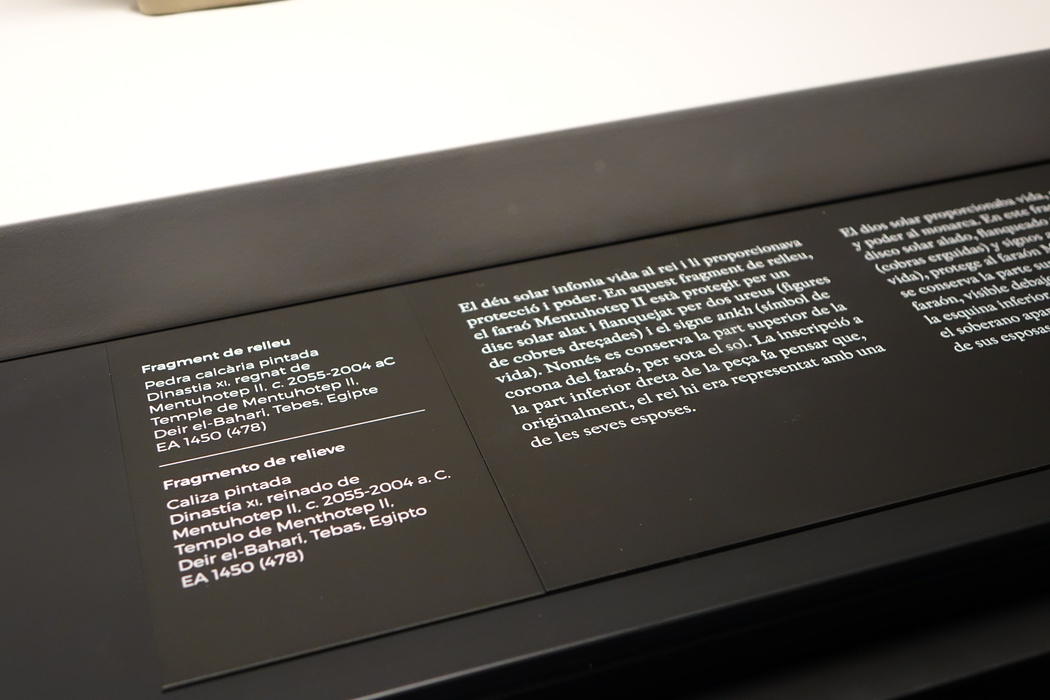 Fragment de relleu
Pedra calcària pintada
Dinastia XI, regnat de
Mentuhotep II, c. 2055-2004 aC
Temple de Mentuhotep II,
Deir el-Bahari, Tebes, Egipte
EA 1450 (478)
Fragmento de relieve
Caliza pintada
Dinastía XI, reinado de
Mentuhotep II, c. 2055-2004 a. C.
Templo de Menthotep II,
Deir el-Bahari, Tebas, Egipto
EA 1450 (478)
El déu solar infonia vida al rei i li proporcionava
protecció i poder. En aquest fragment de relleu,
el faraó Mentuhotep II està protegit per un
disc solar alat i flanquejat per dos ureus (figures
de cobres dreçades) i el signe ankh (símbol de
vida). Només es conserva la part superior de la
corona del faraó, per sota el sol. La inscripció a
la part inferior dreta de la peça fa pensar que,
originalment, el rei hi era representat amb una
de les seves esposes.
El dios solar proporcionaba vida,
y poder al monarca. En este
disco solar alado, flanqueado
(cobras erguidas) y signos
vida), protege al faraón
se conserva la parte
faraón, visible
la esquina inferior
el soberano
de sus esposas